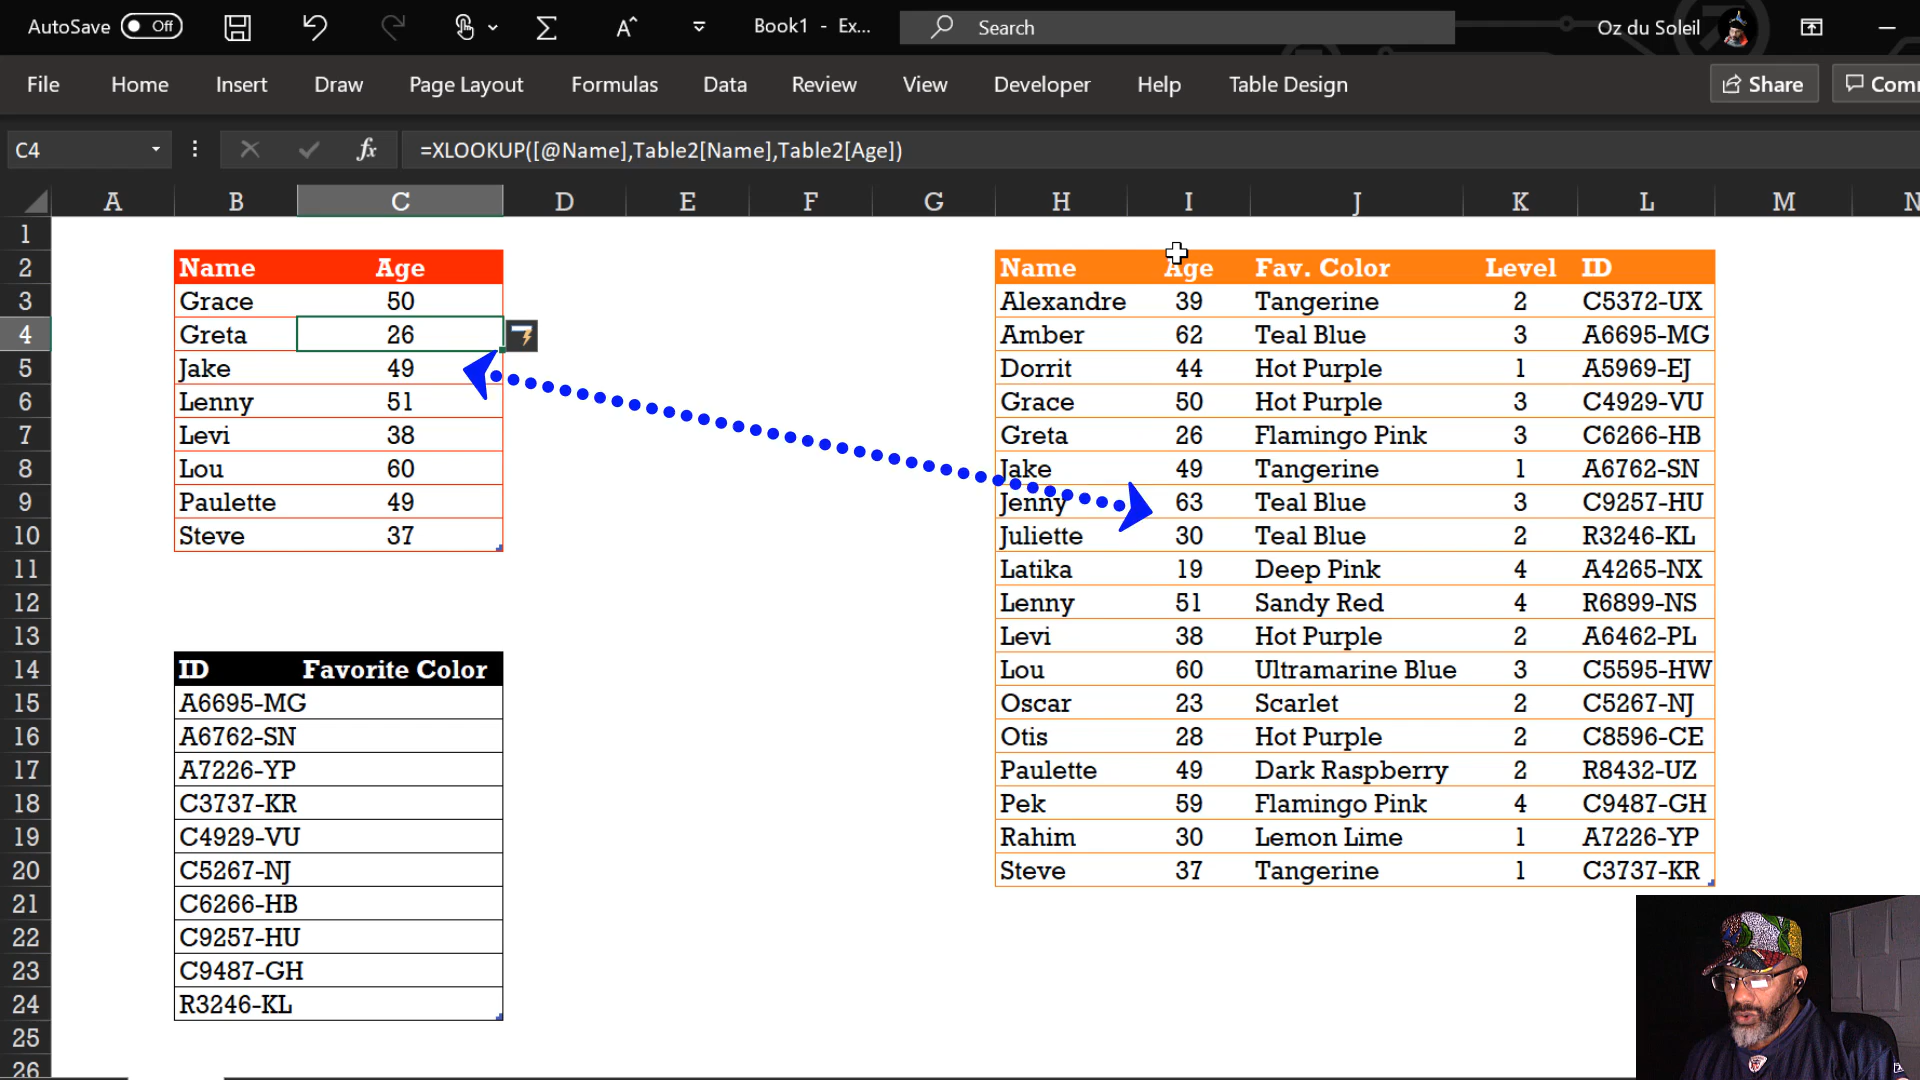 AutoSave Off Book1 - Ex... Search Oz du Soleil
File Home Insert Draw Page Layout Formulas Data Review View Developer Help Table Design Share Comm
C4 fx =XLOOKUP([@Name],Table2[Name],Table2[Age])
A B C D E F G H I J K L M N
1
2 Name Age Name Age Fav. Color Level ID
3 Grace 50 Alexandre 39 Tangerine 2 C5372-UX
4 Greta 26 Amber 62 Teal Blue 3 A6695-MG
5 Jake 49 Dorrit 44 Hot Purple 1 A5969-EJ
6 Lenny 51 Grace 50 Hot Purple 3 C4929-VU
7 Levi 38 Greta 26 Flamingo Pink 3 C6266-HB
8 Lou 60 Jake 49 Tangerine 1 A6762-SN
9 Paulette 49 Jenny 63 Teal Blue 3 C9257-HU
10 Steve 37 Juliette 30 Teal Blue 2 R3246-KL
11 Latika 19 Deep Pink 4 A4265-NX
12 Lenny 51 Sandy Red 4 R6899-NS
13 Levi 38 Hot Purple 2 A6462-PL
14 ID Favorite Color Lou 60 Ultramarine Blue 3 C5595-HW
15 A6695-MG Oscar 23 Scarlet 2 C5267-NJ
16 A6762-SN Otis 28 Hot Purple 2 C8596-CE
17 A7226-YP Paulette 49 Dark Raspberry 2 R8432-UZ
18 C3737-KR Pek 59 Flamingo Pink 4 C9487-GH
19 C4929-VU Rahim 30 Lemon Lime 1 A7226-YP
20 C5267-NJ Steve 37 Tangerine 1 C3737-KR
21 C6266-HB
22 C9257-HU
23 C9487-GH
24 R3246-KL
25
26